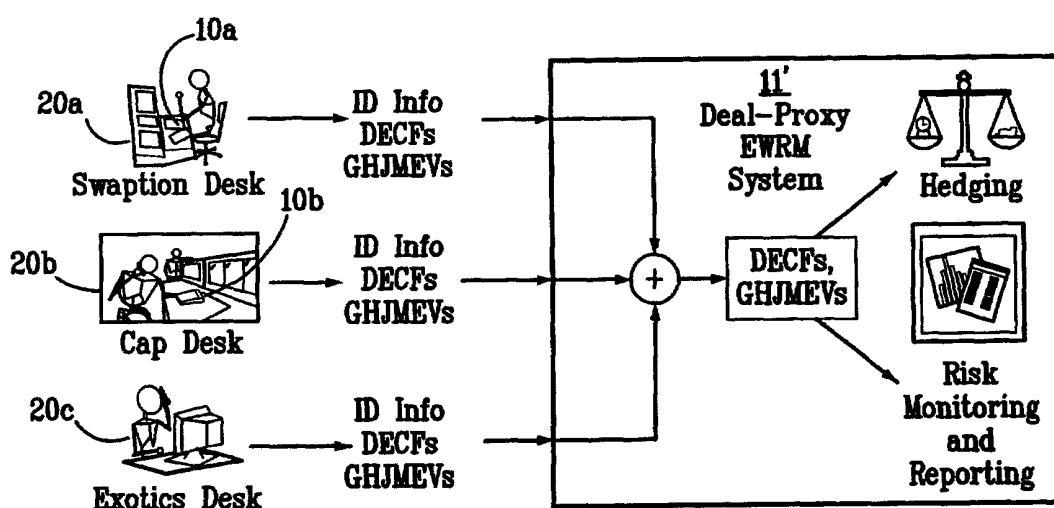 10a
20a
ID Info
DECFs
GHJMEVs
Swaption Desk
10b
20b
ID Info
DECFs
GHJMEVs
Cap Desk
20c
ID Info
DECFs
GHJMEVs
Exotics Desk
11'
Deal-Proxy
EWRM
System
+
DECFs,
GHJMEVs
Hedging
Risk
Monitoring
and
Reporting